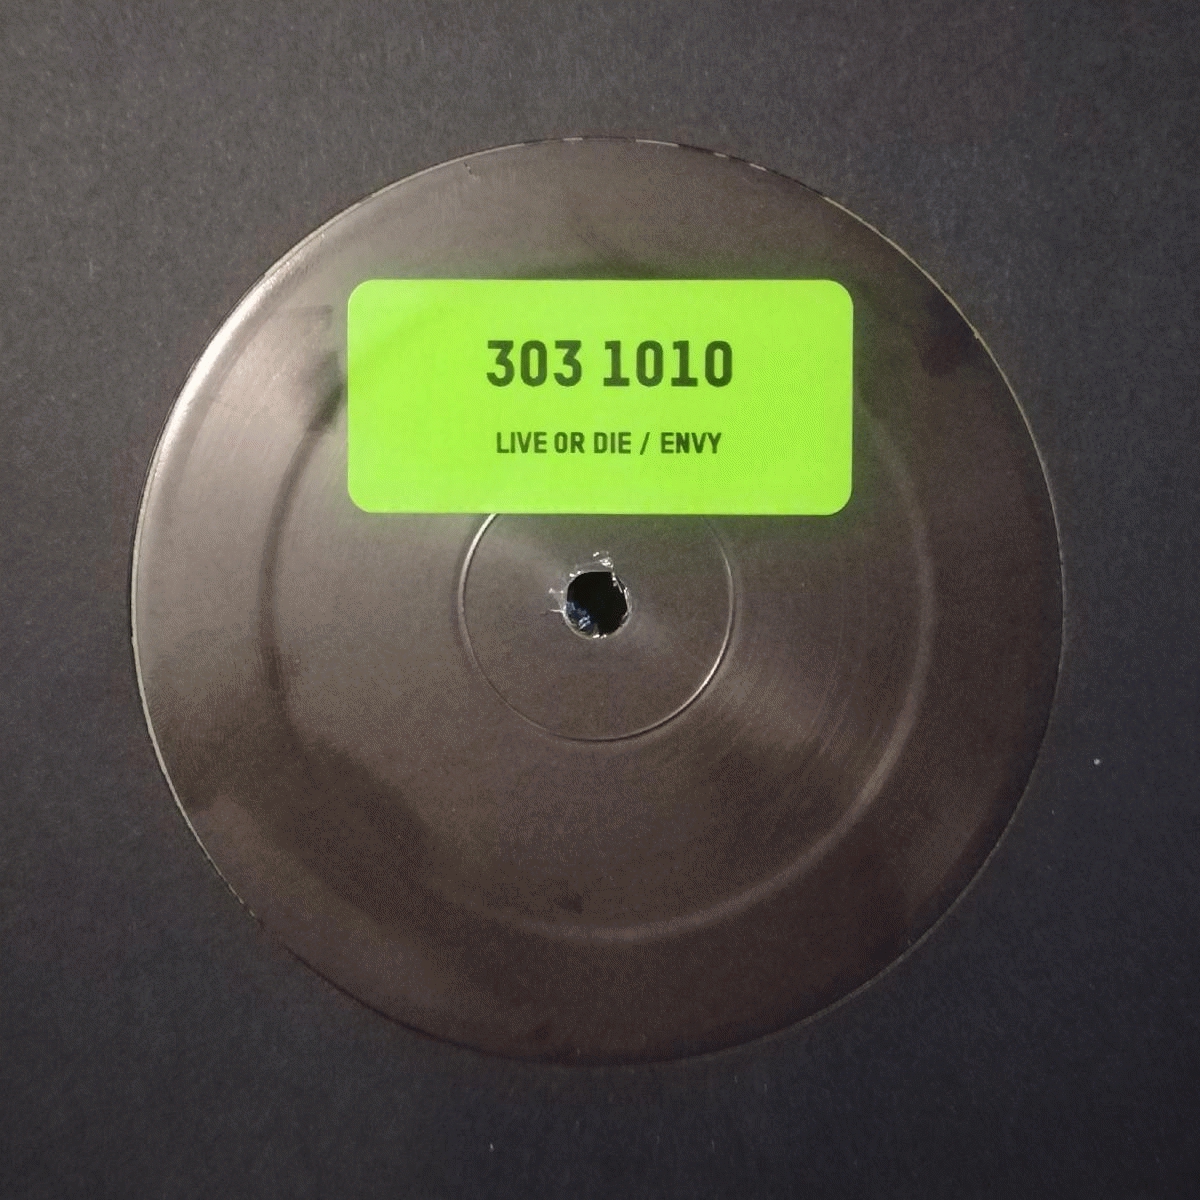 303 1010
LIVE OR DIE / ENVY